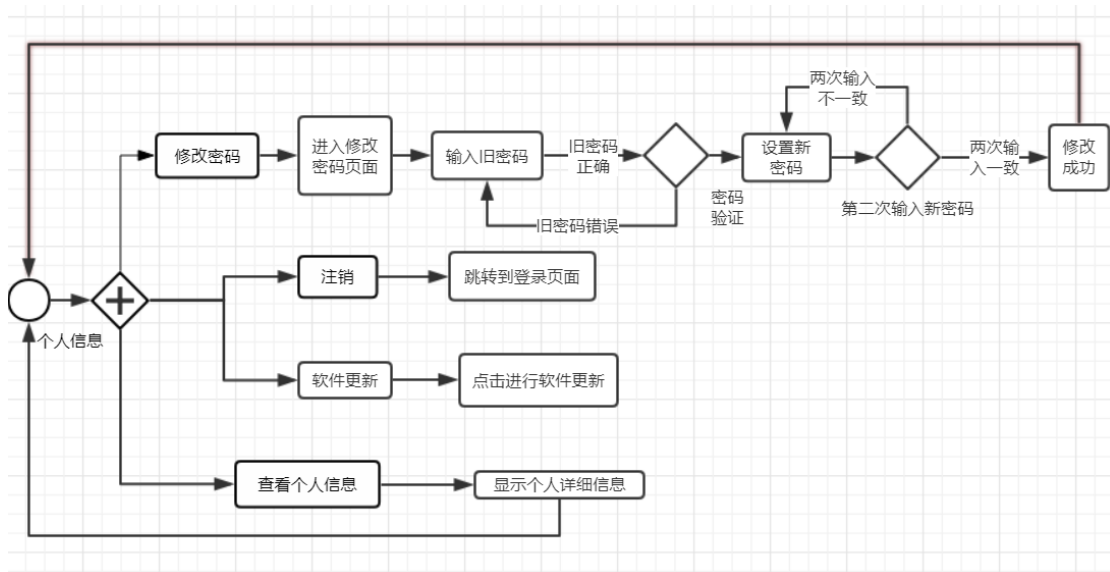 两次输入
不一致
修改密码
进入修改
密码页面
输入旧密码
旧密码
正确
设置新
密码
两次输
入一致
修改
成功
密码
验证
第二次输入新密码
旧密码错误
注销
跳转到登录页面
个人信息
软件更新
点击进行软件更新
查看个人信息
显示个人详细信息